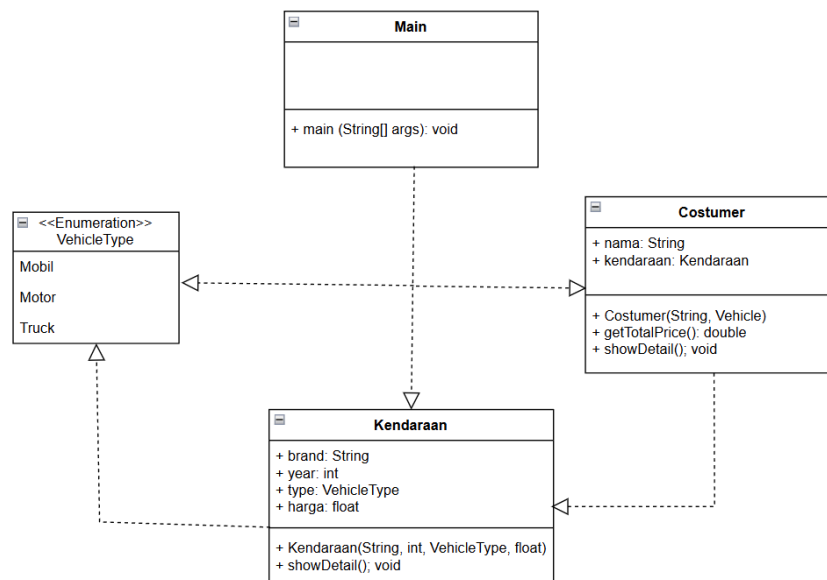 Main
+ main (String[] args): void
<<Enumeration>>
VehicleType
Mobil
Motor
Truck
Costumer
+ nama: String
+ kendaraan: Kendaraan
+ Costumer(String, Vehicle)
+ getTotalPrice(): double
+ showDetail(); void
Kendaraan
+ brand: String
+ year: int
+ type: VehicleType
+ harga: float
+ Kendaraan(String, int, VehicleType, float)
+ showDetail(); void